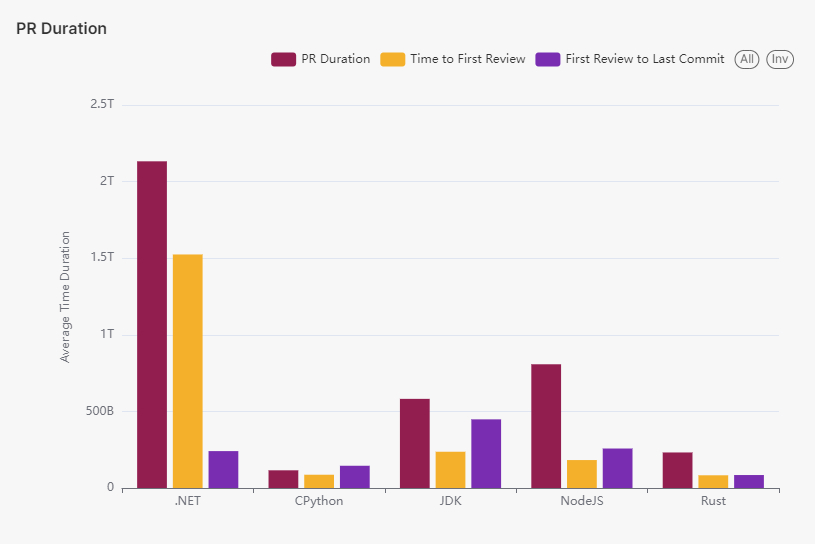 PR Duration
PR Duration Time to First Review First Review to Last Commit All Inv
2.5T
2T
1.5T
1T
500B
0
Average Time Duration
.NET CPython JDK NodeJS Rust